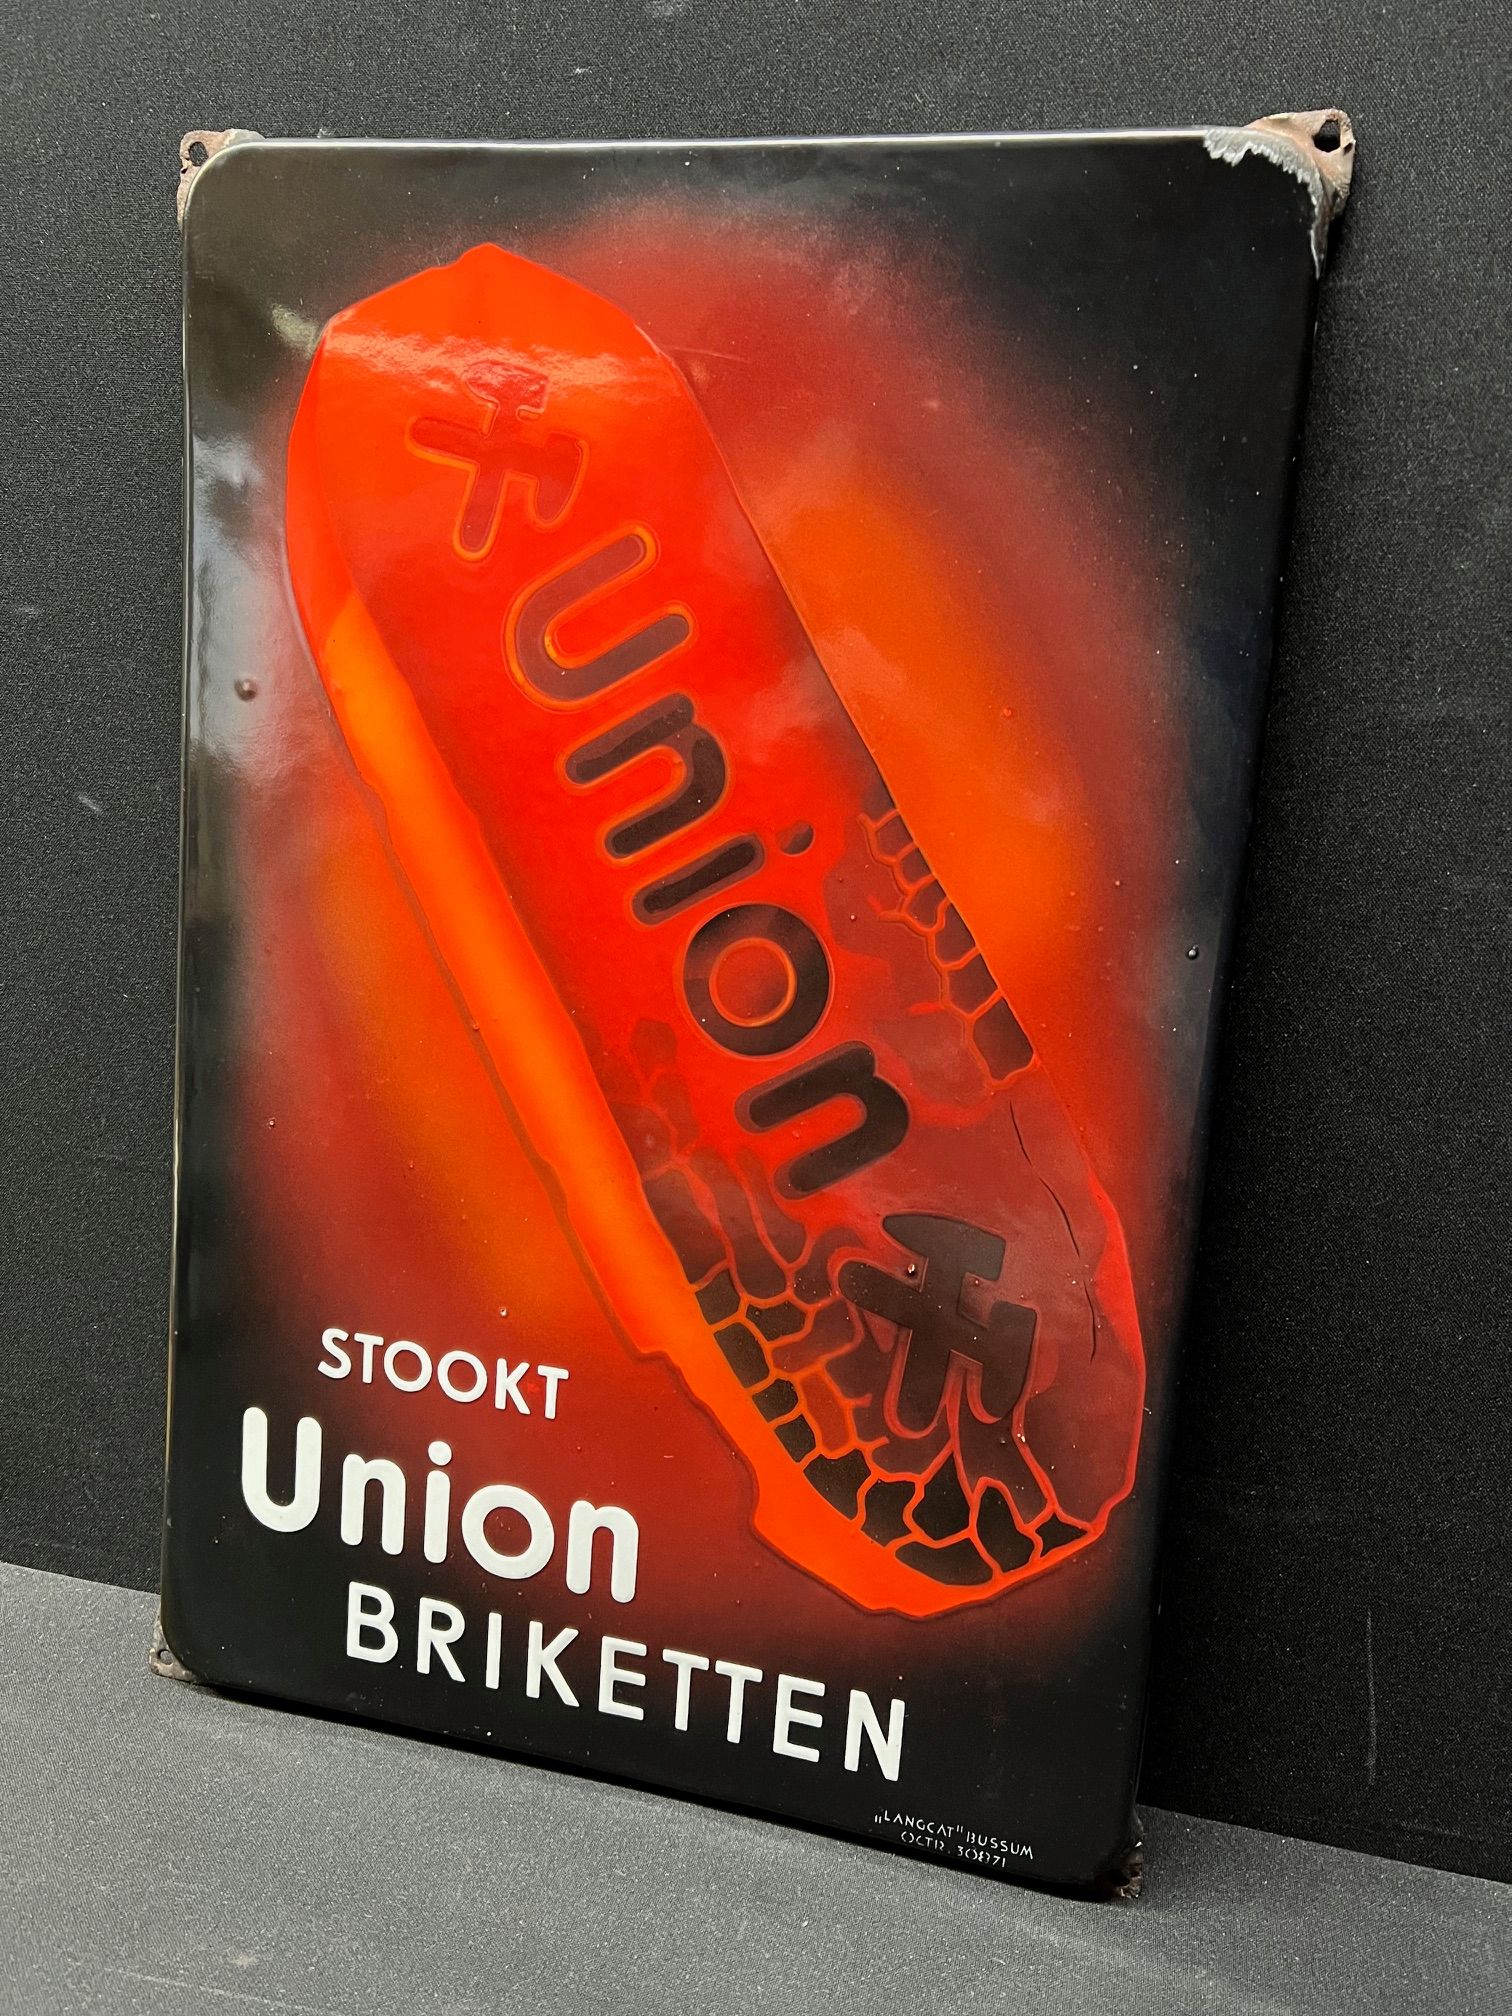 Union
STOOKT
Union
BRIKETTEN
„LANGCAT" BUSSUM
OCTR. 30871